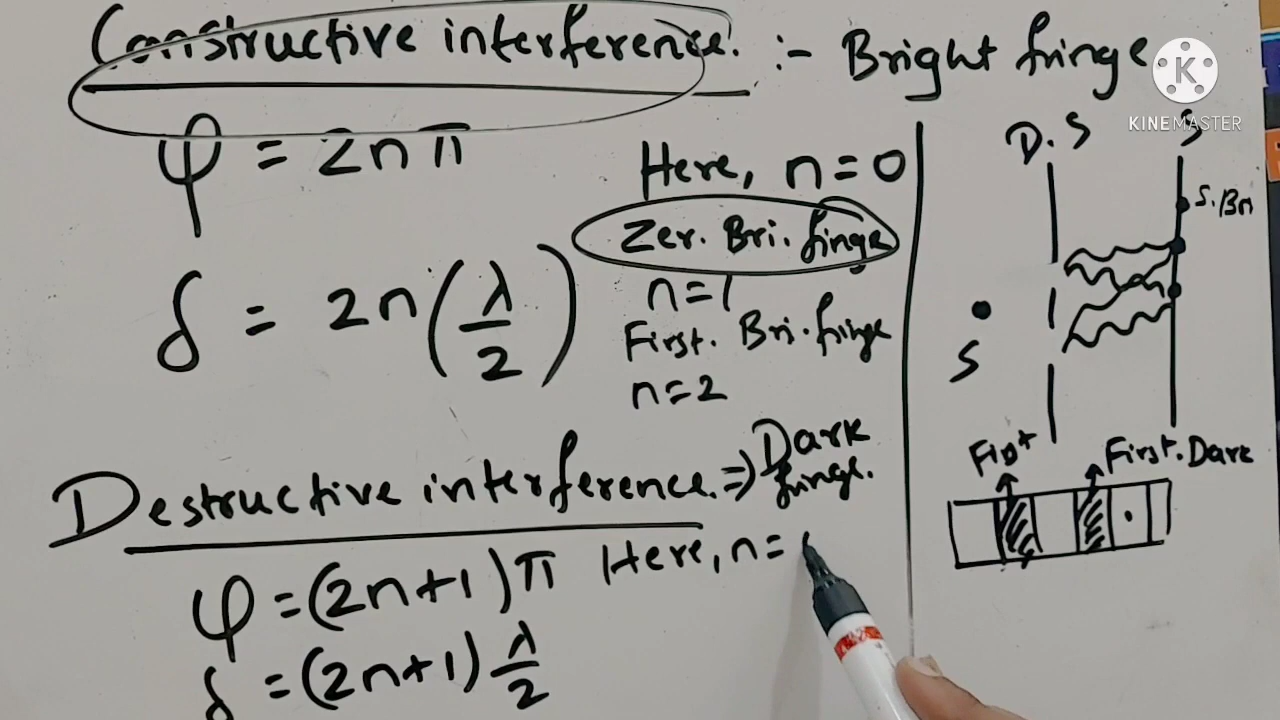 Constructive interference. :- Bright fringe
φ = 2nπ
Here, n=0
Zer. Bri. fringe
δ = 2n(λ/2)
n=1
First. Bri. fringe
n=2
Destructive interference. ⇒ Dark
fringe.
φ = (2n+1)π Here, n=
δ = (2n+1) λ/2
K
KINEMASTER
D. S S
S. Bri
S
First. Dark